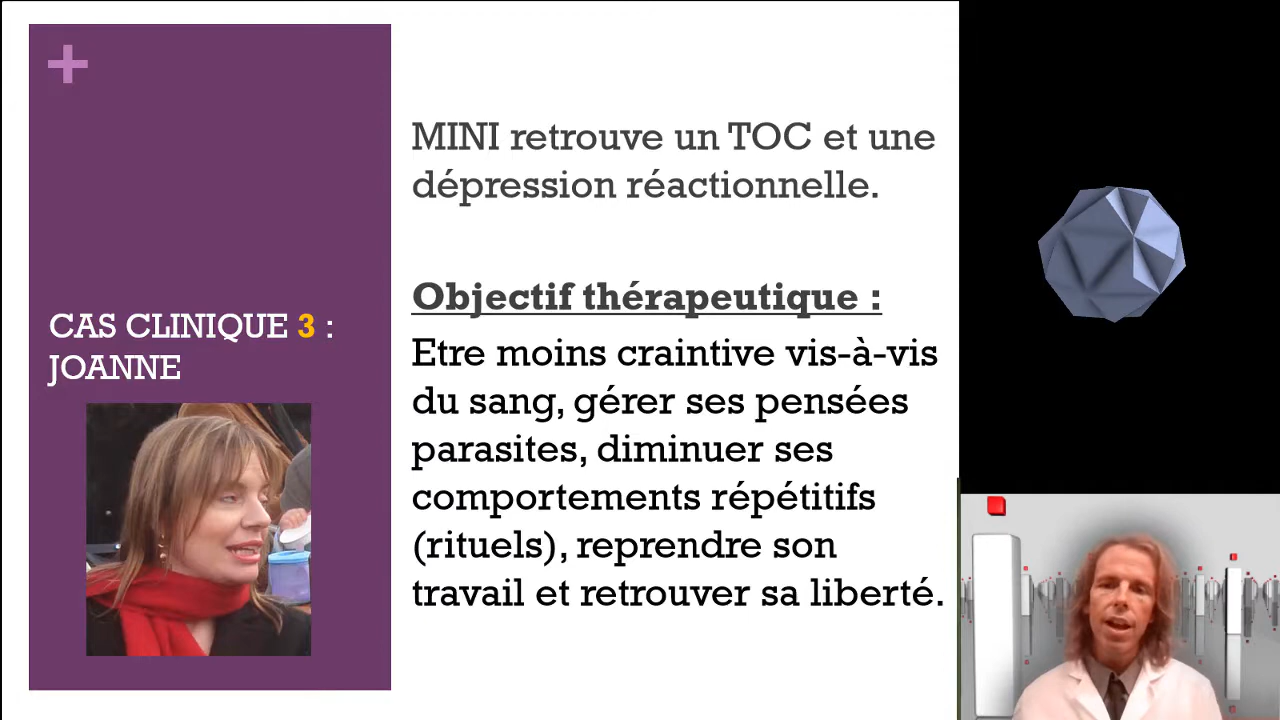 CAS CLINIQUE 3 :
JOANNE
MINI retrouve un TOC et une
dépression réactionnelle.
Objectif thérapeutique :
Etre moins craintive vis-à-vis
du sang, gérer ses pensées
parasites, diminuer ses
comportements répétitifs
(rituels), reprendre son
travail et retrouver sa liberté.